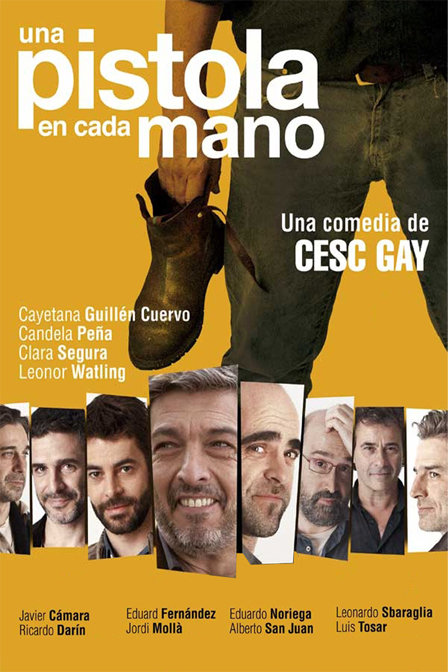 una
pistola
en cada
mano
Una comedia de
CESC GAY
Cayetana Guillén Cuervo
Candela Peña
Clara Segura
Leonor Watling
Javier Cámara
Ricardo Darín
Eduard Fernández
Jordi Mollà
Eduardo Noriega
Alberto San Juan
Leonardo Sbaraglia
Luis Tosar